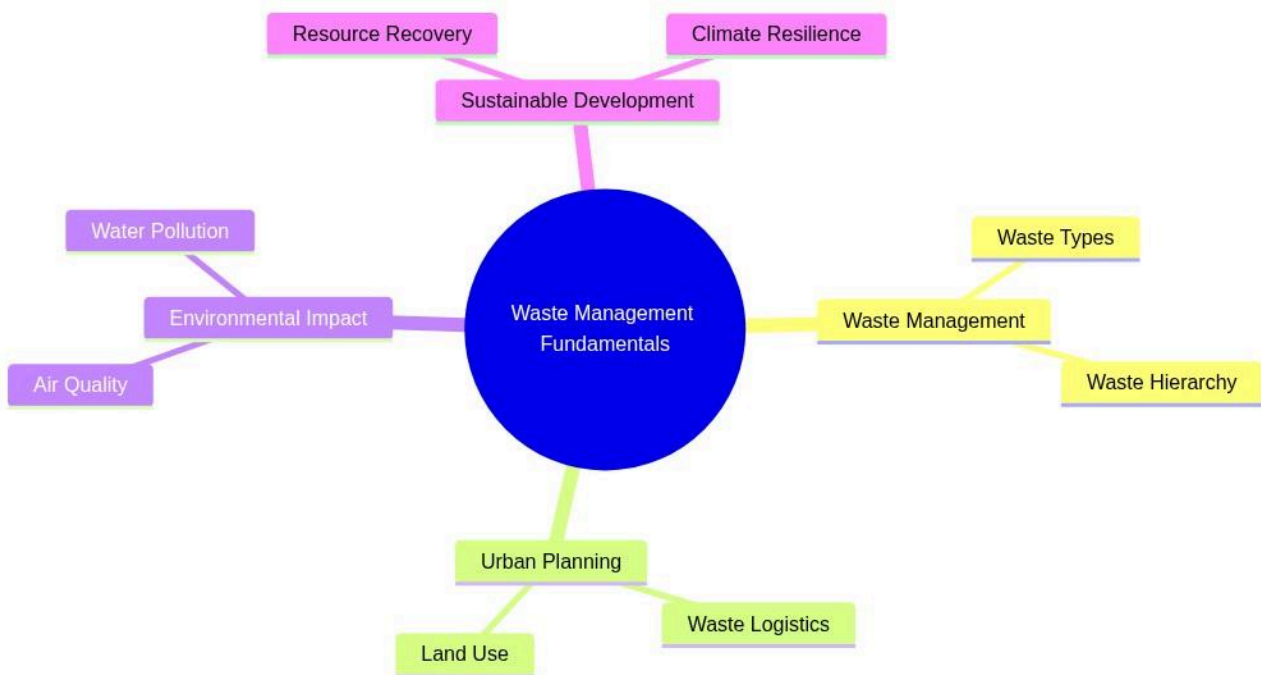 Resource Recovery
Climate Resilience
Sustainable Development
Water Pollution
Waste Types
Environmental Impact
Waste Management
Fundamentals
Waste Management
Air Quality
Waste Hierarchy
Urban Planning
Waste Logistics
Land Use